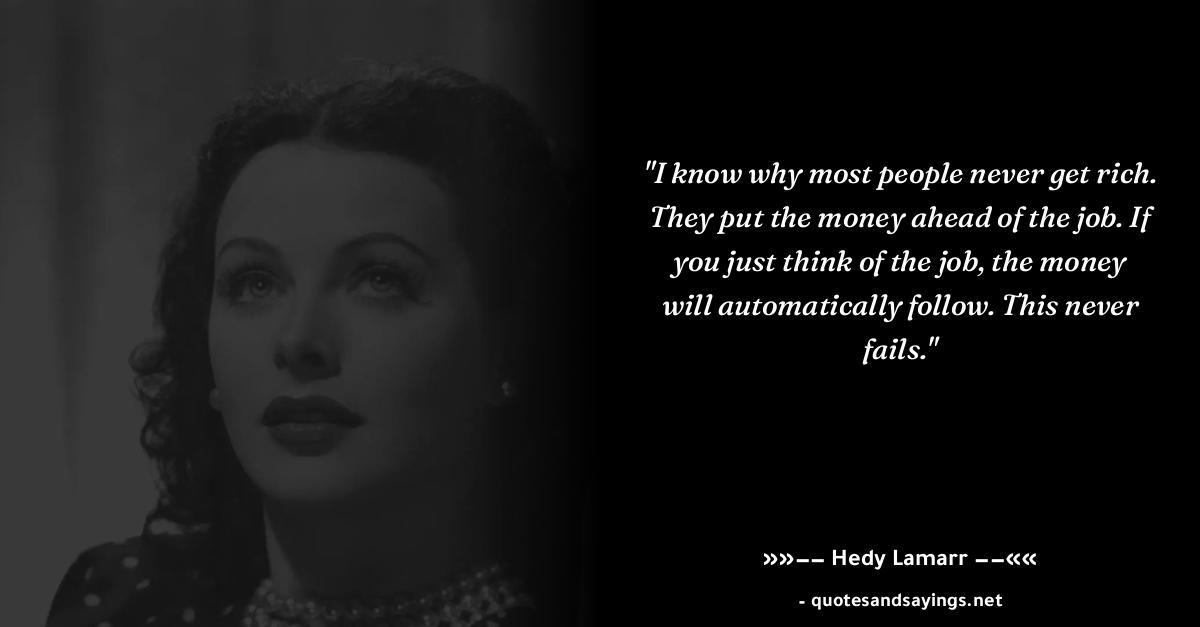 "I know why most people never get rich.
They put the money ahead of the job. If
you just think of the job, the money
will automatically follow. This never
fails."
»»−− Hedy Lamarr −−««
- quotesandsayings.net